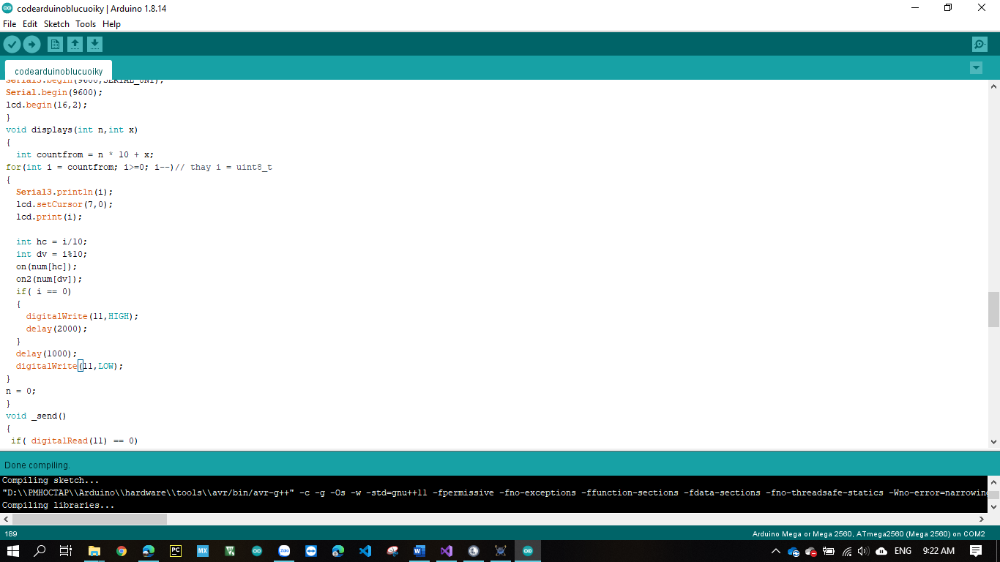 codearduinoblucuoiky | Arduino 1.8.14
File Edit Sketch Tools Help
codearduinoblucuoiky
Serial3.begin(9600,SERIAL_8N1);
Serial.begin(9600);
lcd.begin(16,2);
}
void displays(int n,int x)
{
int countfrom = n * 10 + x;
for(int i = countfrom; i>=0; i--)// thay i = uint8_t
{
Serial3.println(i);
lcd.setCursor(7,0);
lcd.print(i);
int hc = i/10;
int dv = i%10;
on(num[hc]);
on2(num[dv]);
if( i == 0)
{
digitalWrite(11,HIGH);
delay(2000);
}
delay(1000);
digitalWrite(11,LOW);
}
n = 0;
}
void _send()
{
if( digitalRead(11) == 0)
Done compiling.
Compiling sketch...
"D:\\PMHOCTAP\\Arduino\\hardware\\tools\\avr/bin/avr-g++" -c -g -Os -w -std=gnu++11 -fpermissive -fno-exceptions -ffunction-sections -fdata-sections -fno-threadsafe-statics -Wno-error=narrowing
Compiling libraries...
189
Arduino Mega or Mega 2560, ATmega2560 (Mega 2560) on COM2
PC
MX
Zalo
ENG
9:22 AM